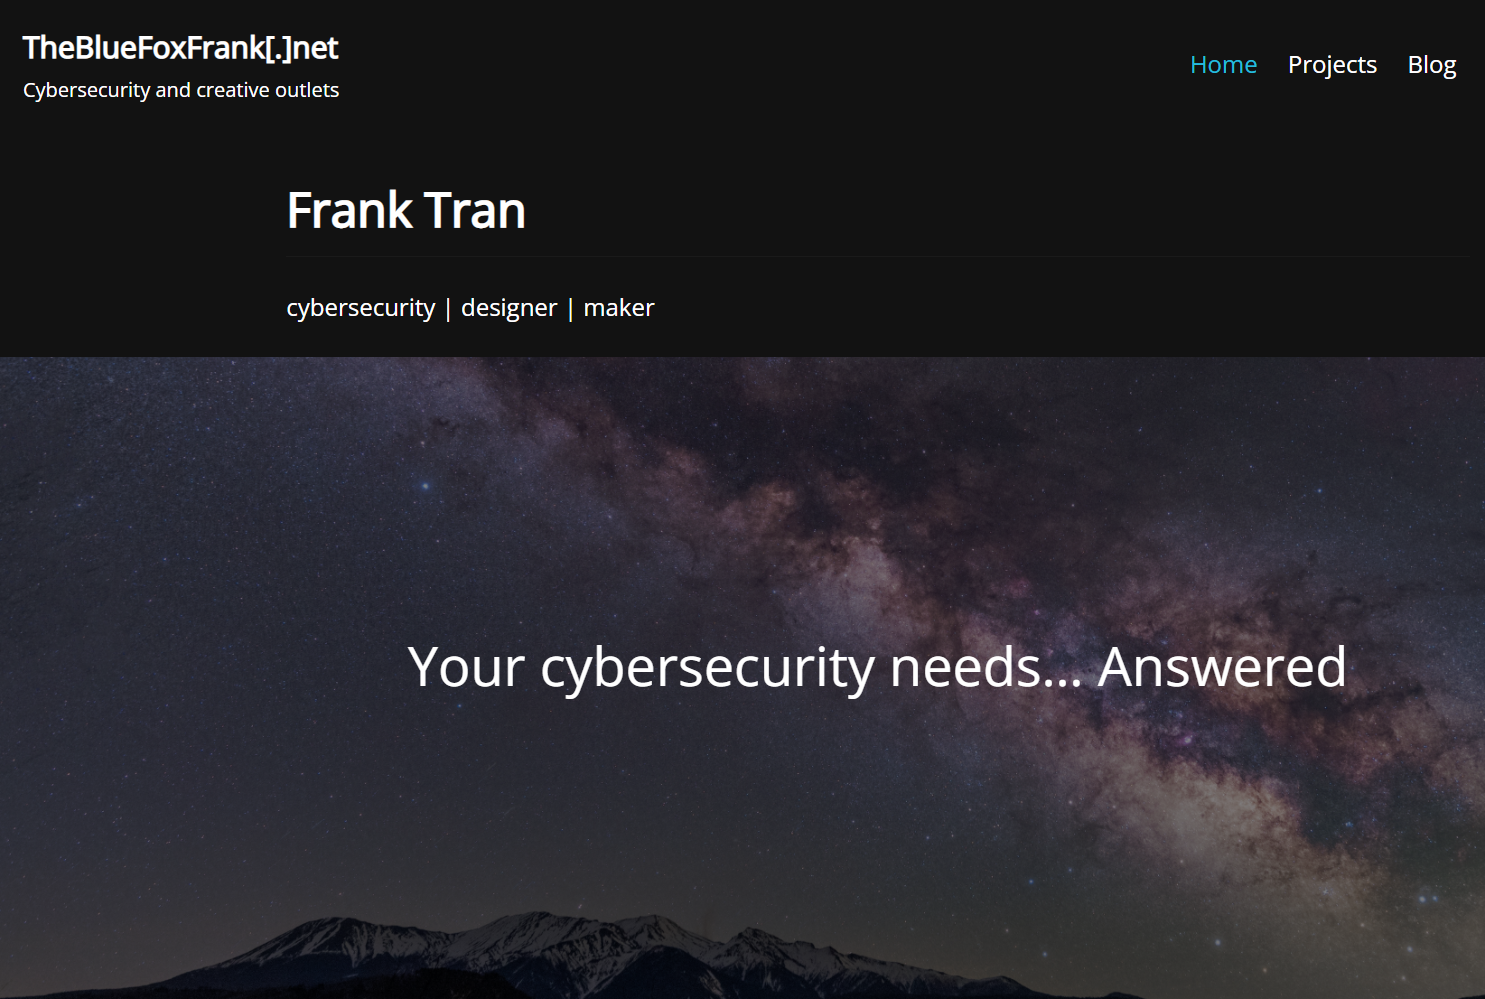 TheBlueFoxFrank[.]net
Cybersecurity and creative outlets
Home Projects Blog
Frank Tran
cybersecurity | designer | maker
Your cybersecurity needs... Answered